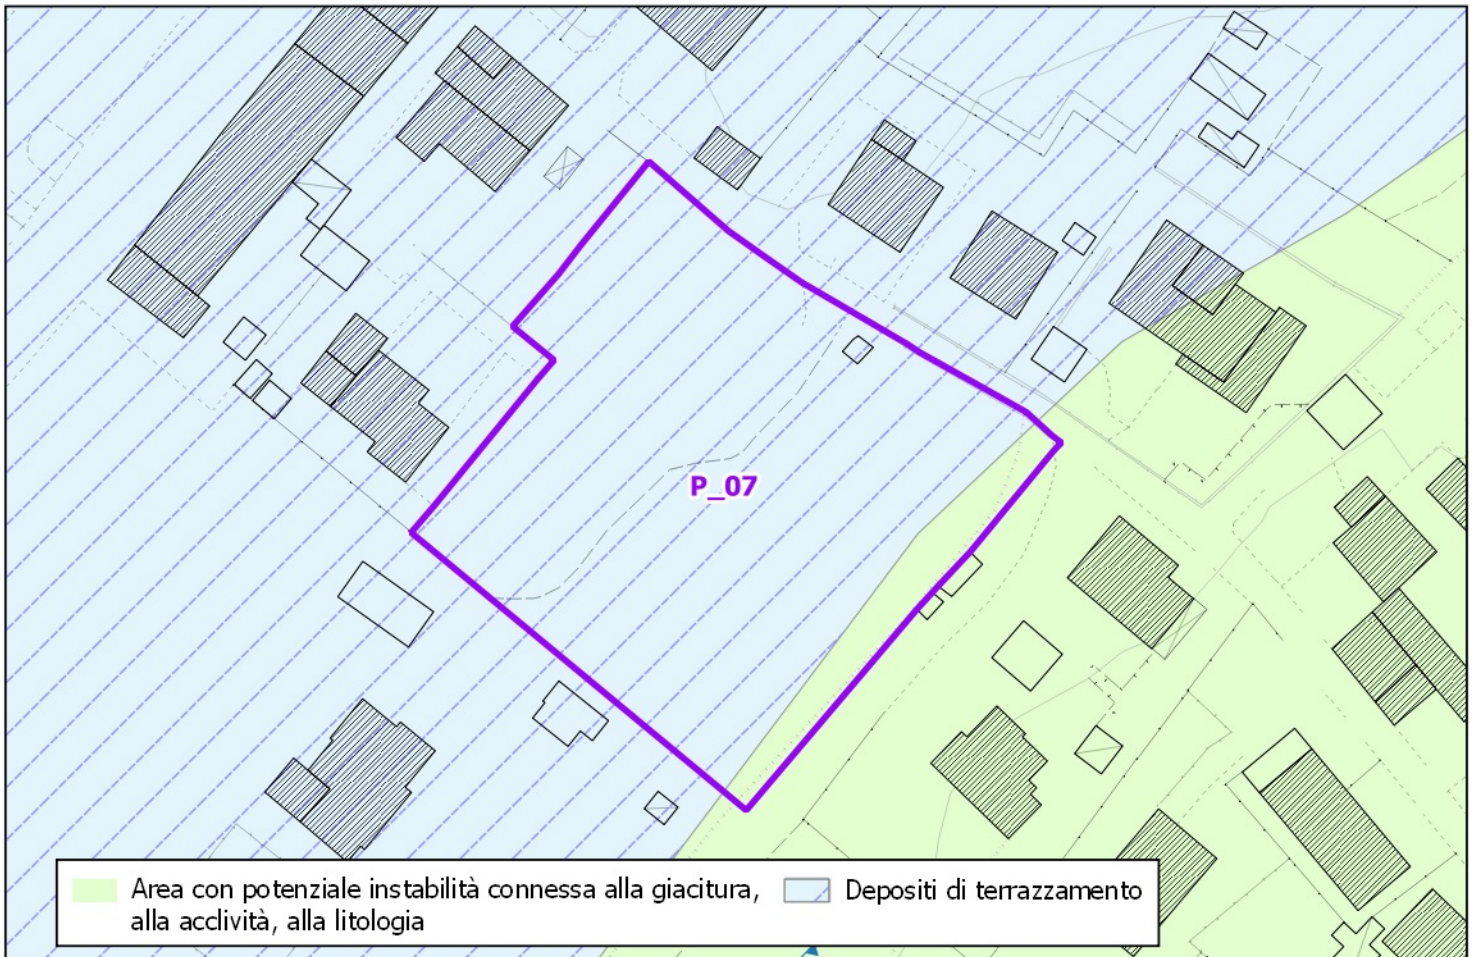 P_07
Area con potenziale instabilità connessa alla giacitura,
alla acclività, alla litologia
Depositi di terrazzamento